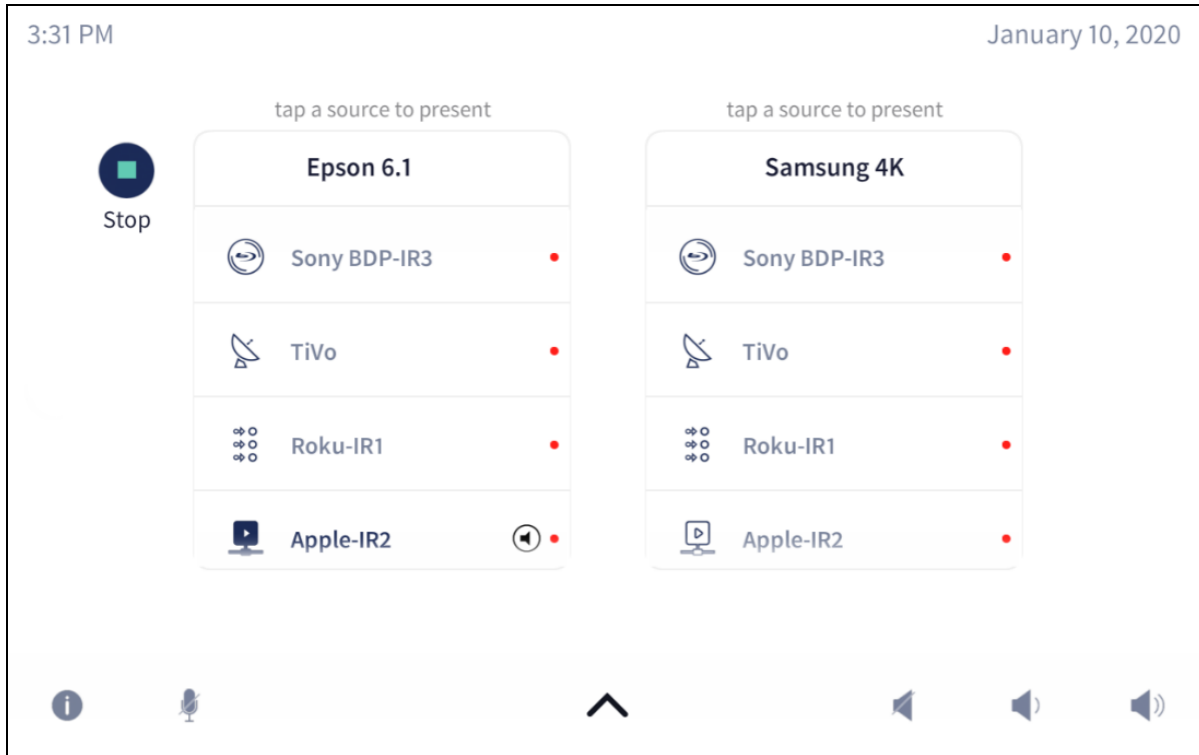 3:31 PM
January 10, 2020
tap a source to present
Epson 6.1
Stop
Sony BDP-IR3
TiVo
Roku-IR1
Apple-IR2
tap a source to present
Samsung 4K
Sony BDP-IR3
TiVo
Roku-IR1
Apple-IR2